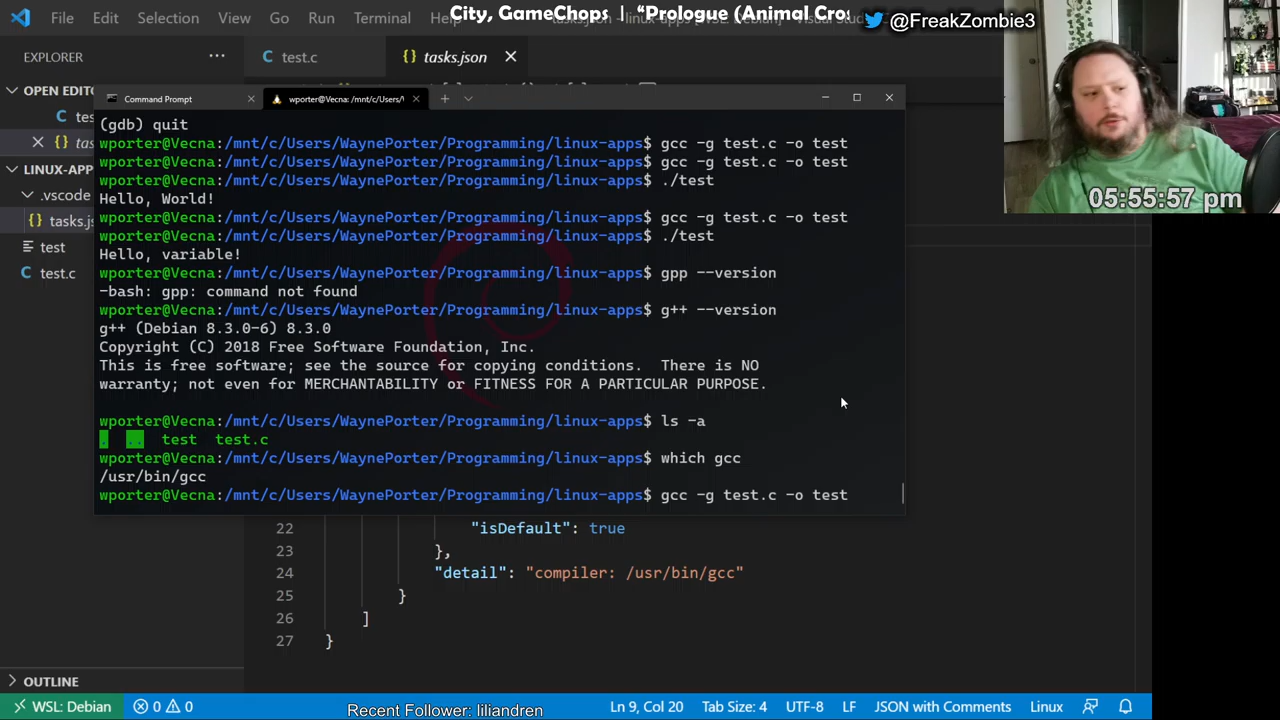 City, GameChops | “Prologue (Animal Cros
@FreakZombie3
File Edit Selection View Go Run Terminal
EXPLORER ···
test.c
tasks.json
OPEN EDITO
LINUX-APP
.vscode
tasks.js
test
test.c
Command Prompt
wporter@Vecna: /mnt/c/Users/
05:55:57 pm
(gdb) quit
wporter@Vecna:/mnt/c/Users/WaynePorter/Programming/linux-apps$ gcc -g test.c -o test
wporter@Vecna:/mnt/c/Users/WaynePorter/Programming/linux-apps$ gcc -g test.c -o test
wporter@Vecna:/mnt/c/Users/WaynePorter/Programming/linux-apps$ ./test
Hello, World!
wporter@Vecna:/mnt/c/Users/WaynePorter/Programming/linux-apps$ gcc -g test.c -o test
wporter@Vecna:/mnt/c/Users/WaynePorter/Programming/linux-apps$ ./test
Hello, variable!
wporter@Vecna:/mnt/c/Users/WaynePorter/Programming/linux-apps$ gpp --version
-bash: gpp: command not found
wporter@Vecna:/mnt/c/Users/WaynePorter/Programming/linux-apps$ g++ --version
g++ (Debian 8.3.0-6) 8.3.0
Copyright (C) 2018 Free Software Foundation, Inc.
This is free software; see the source for copying conditions.  There is NO
warranty; not even for MERCHANTABILITY or FITNESS FOR A PARTICULAR PURPOSE.
wporter@Vecna:/mnt/c/Users/WaynePorter/Programming/linux-apps$ ls -a
.  ..  test  test.c
wporter@Vecna:/mnt/c/Users/WaynePorter/Programming/linux-apps$ which gcc
/usr/bin/gcc
wporter@Vecna:/mnt/c/Users/WaynePorter/Programming/linux-apps$ gcc -g test.c -o test
22 "isDefault": true
23 },
24 "detail": "compiler: /usr/bin/gcc"
25 }
26 ]
27 }
OUTLINE
WSL: Debian 0 0 Ln 9, Col 20 Tab Size: 4 UTF-8 LF JSON with Comments Linux
Recent Follower: liliandren